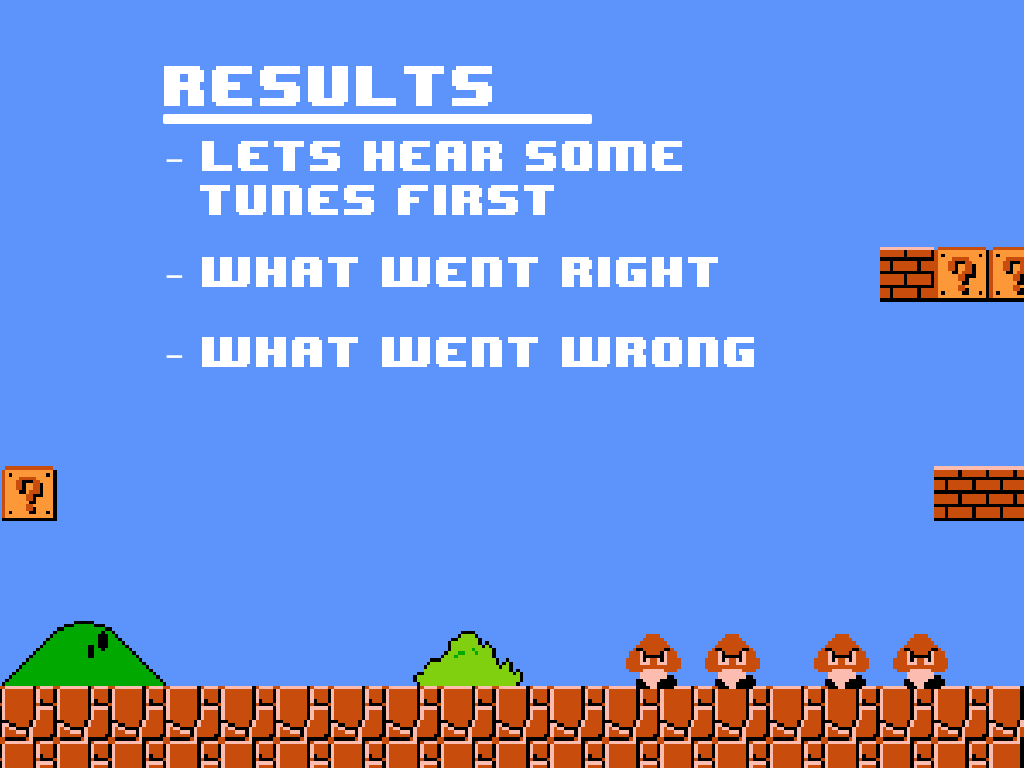 RESULTS
- LETS HEAR SOME
TUNES FIRST
- WHAT WENT RIGHT
- WHAT WENT WRONG
?
?
?